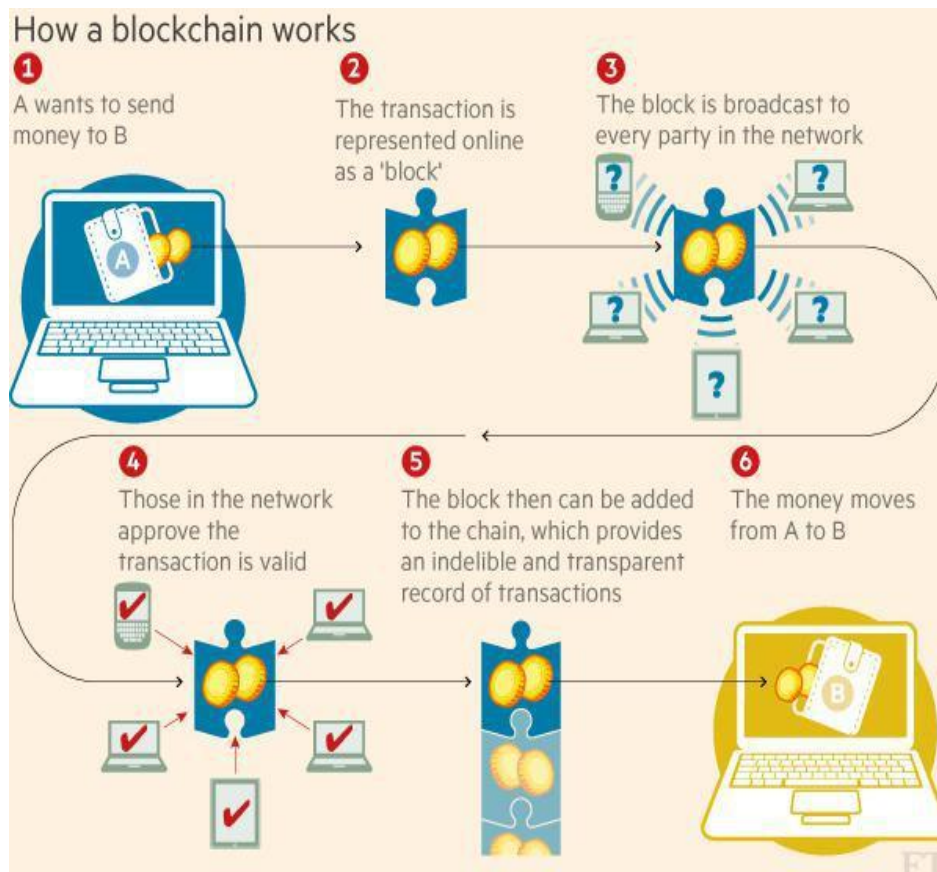 How a blockchain works
1
A wants to send
money to B
2
The transaction is
represented online
as a 'block'
3
The block is broadcast to
every party in the network
A
?
?
?
?
?
4
Those in the network
approve the
transaction is valid
5
The block then can be added
to the chain, which provides
an indelible and transparent
record of transactions
6
The money moves
from A to B
B